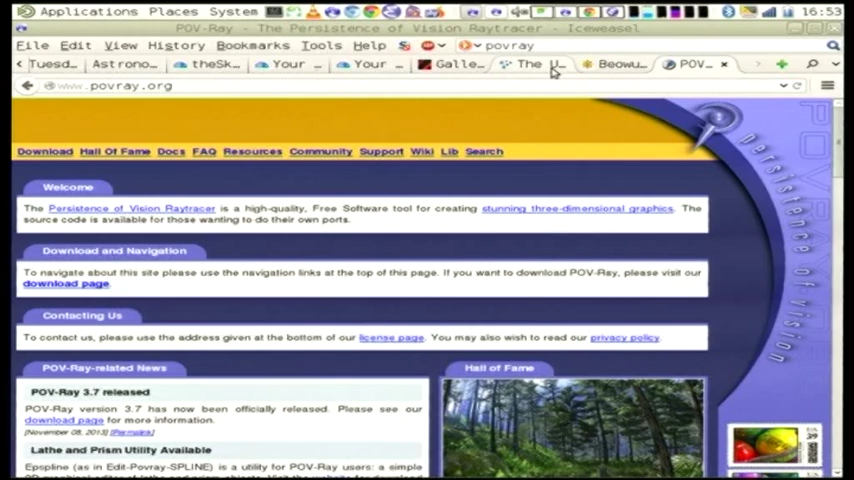 Applications Places System 16:53
POV-Ray - The Persistence of Vision Raytracer - Iceweasel
File Edit View History Bookmarks Tools Help povray
Tuesd... Astrono... theSk... Your ... Your ... Galle... The U... Beowu... POV...
www.povray.org
Download Hall Of Fame Docs FAQ Resources Community Support Wiki Lib Search
Welcome
The Persistence of Vision Raytracer is a high-quality, Free Software tool for creating stunning three-dimensional graphics. The
source code is available for those wanting to do their own ports.
Download and Navigation
To navigate about this site please use the navigation links at the top of this page. If you want to download POV-Ray, please visit our
download page.
Contacting Us
To contact us, please use the address given at the bottom of our license page. You may also wish to read our privacy policy.
POV-Ray-related News
POV-Ray 3.7 released
POV-Ray version 3.7 has now been officially released. Please see our
download page for more information.
[November 08, 2013] [Permalink]
Lathe and Prism Utility Available
Epspline (as in Edit-Povray-SPLINE) is a utility for POV-Ray users: a simple
Hall of Fame
persistence of vision
POVRAY